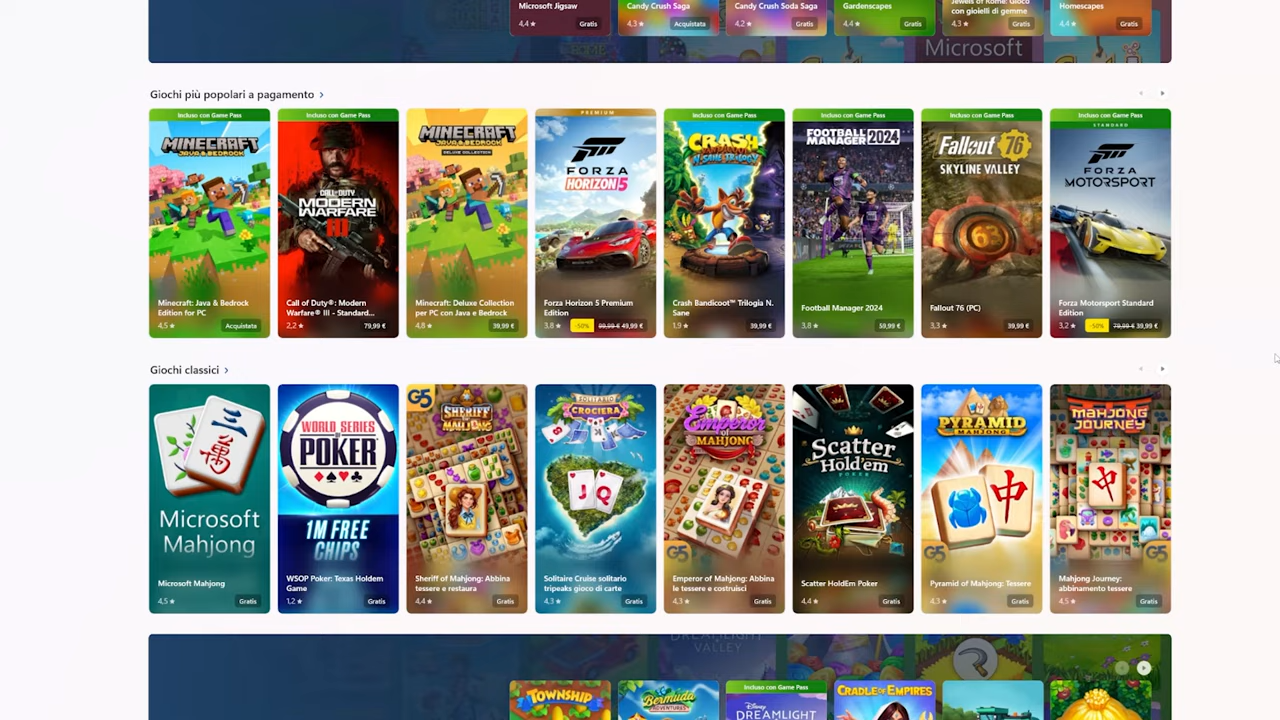 Microsoft Jigsaw
4,4 ★ Gratis
Candy Crush Saga
4,3 ★ Acquistata
Candy Crush Soda Saga
4,2 ★ Gratis
Gardenscapes
4,4 ★ Gratis
Jewels of Rome: Gioco
con gioielli di gemme
4,3 ★ Gratis
Homescapes
4,4 ★ Gratis
Microsoft
Giochi più popolari a pagamento >
Incluso con Game Pass
MINECRAFT
JAVA & BEDROCK
Minecraft: Java & Bedrock
Edition for PC
4,5 ★ Acquistata
Incluso con Game Pass
CALL OF DUTY
MODERN
WARFARE
III
Call of Duty®: Modern
Warfare® III - Standard...
2,2 ★ 79,99 €
MINECRAFT
JAVA & BEDROCK
DELUXE COLLECTION
Minecraft: Deluxe Collection
per PC con Java e Bedrock
4,8 ★ 39,99 €
PREMIUM
FORZA
HORIZON 5
Forza Horizon 5 Premium
Edition
3,8 ★ -50% 99,99 € 49,99 €
Incluso con Game Pass
CRASH
BANDICOOT
N. SANE TRILOGY
Crash Bandicoot™ Trilogia N.
Sane
1,9 ★ 39,99 €
Incluso con Game Pass
FOOTBALL
MANAGER 2024
Football Manager 2024
3,8 ★ 59,99 €
Incluso con Game Pass
Fallout 76
SKYLINE VALLEY
63
Fallout 76 (PC)
3,3 ★ 39,99 €
Incluso con Game Pass
STANDARD
FORZA
MOTORSPORT
Forza Motorsport Standard
Edition
3,2 ★ -50% 79,99 € 39,99 €
Giochi classici >
三
萬
Microsoft
Mahjong
Microsoft Mahjong
4,5 ★ Gratis
WORLD SERIES
OF
POKER
1M FREE
CHIPS
WSOP Poker: Texas Holdem
Game
1,2 ★ Gratis
G5
SHERIFF
OF MAHJONG
Sheriff of Mahjong: Abbina
tessere e restaura
4,4 ★ Gratis
SOLITARIO
CROCIERA
J Q
Solitaire Cruise solitario
tripeaks gioco di carte
4,3 ★ Gratis
Emperor
of
MAHJONG
G5
Emperor of Mahjong: Abbina
le tessere e costruisci
4,3 ★ Gratis
Scatter
Hold'em
POKER
Scatter HoldEm Poker
4,4 ★ Gratis
PYRAMID
MAHJONG
中
G5
Pyramid of Mahjong: Tessere
4,3 ★ Gratis
MAHJONG
JOURNEY
中
G5
Mahjong Journey:
abbinamento tessere
4,5 ★ Gratis
DREAMLIGHT
VALLEY
TOWNSHIP
Bermuda
ADVENTURES
Incluso con Game Pass
Disney
DREAMLIGHT
CRADLE OF EMPIRES